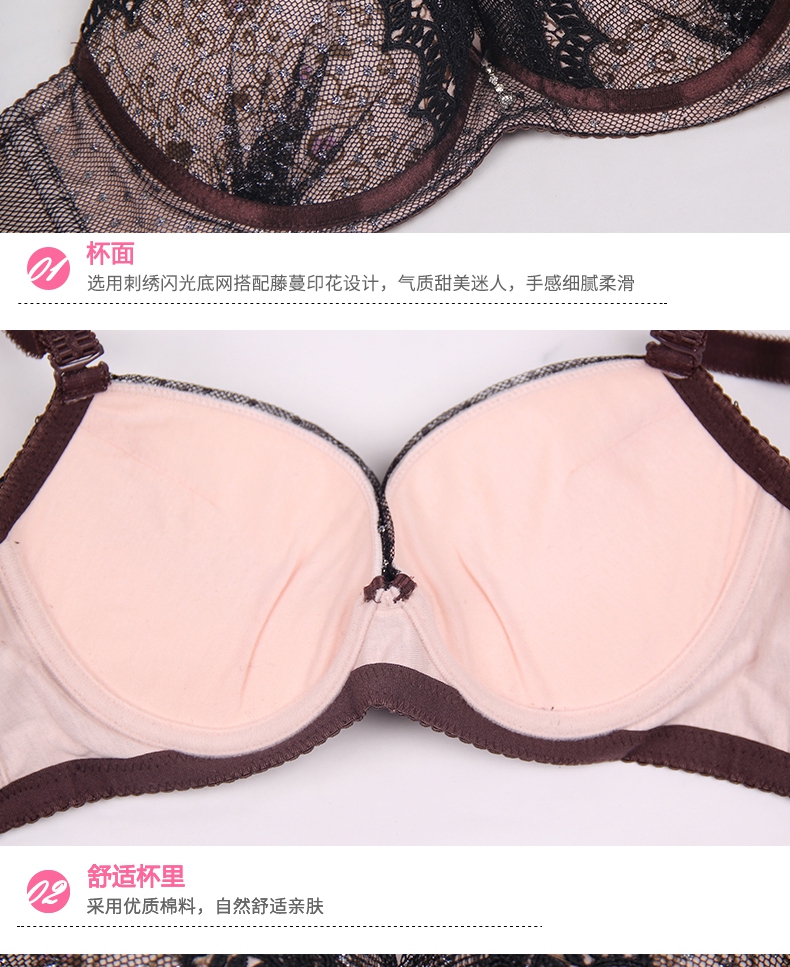 01
杯面
选用刺绣闪光底网搭配藤蔓印花设计，气质甜美迷人，手感细腻柔滑
02
舒适杯里
采用优质棉料，自然舒适亲肤